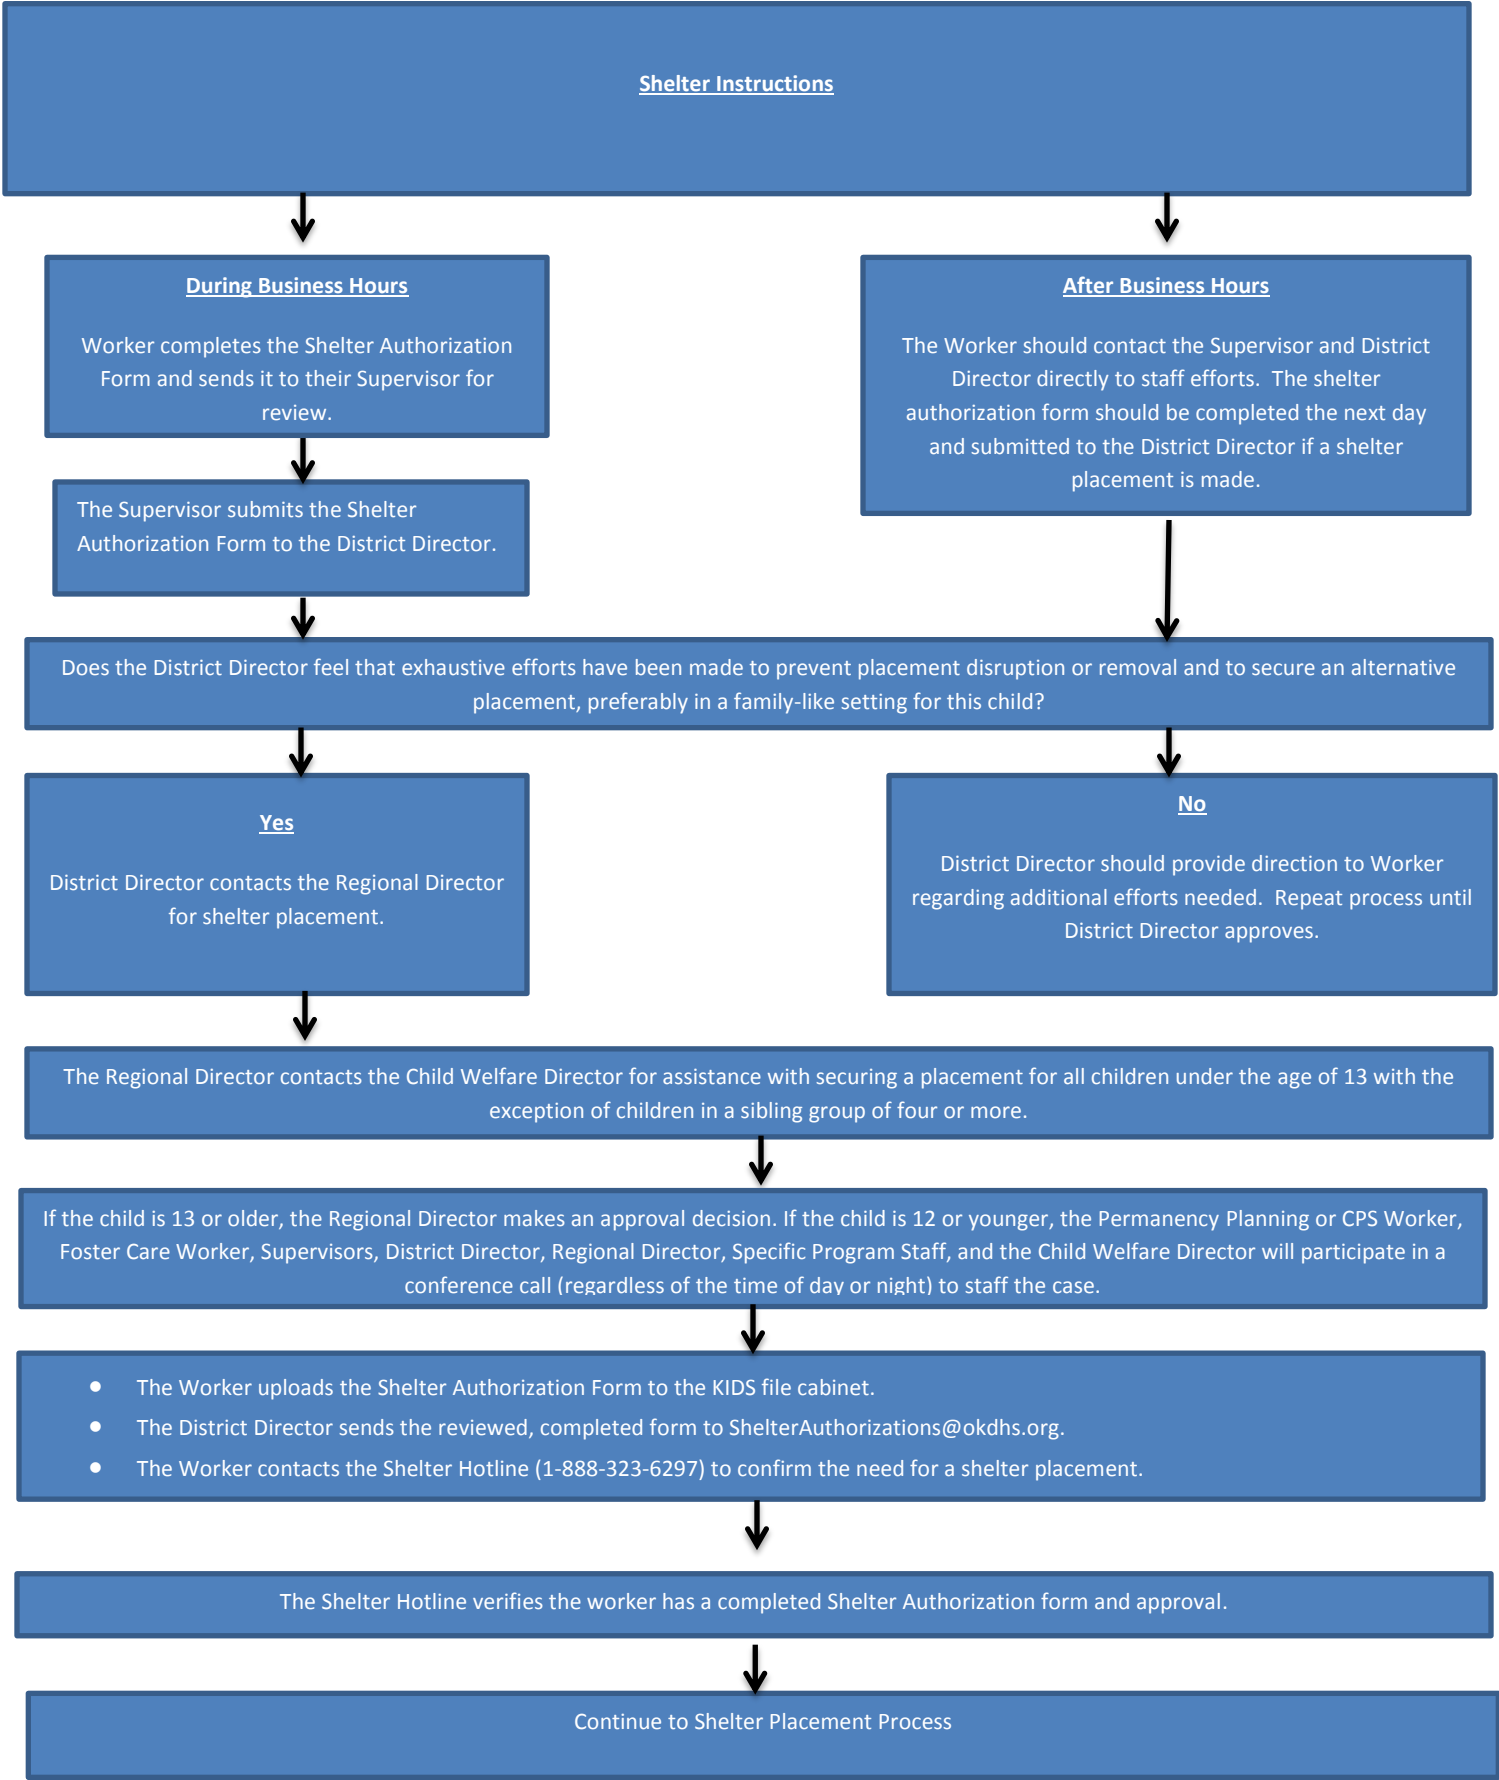 Shelter Instructions
During Business Hours
Worker completes the Shelter Authorization
Form and sends it to their Supervisor for
review.
The Supervisor submits the Shelter
Authorization Form to the District Director.
After Business Hours
The Worker should contact the Supervisor and District
Director directly to staff efforts.  The shelter
authorization form should be completed the next day
and submitted to the District Director if a shelter
placement is made.
Does the District Director feel that exhaustive efforts have been made to prevent placement disruption or removal and to secure an alternative
placement, preferably in a family-like setting for this child?
Yes
District Director contacts the Regional Director
for shelter placement.
No
District Director should provide direction to Worker
regarding additional efforts needed.  Repeat process until
District Director approves.
The Regional Director contacts the Child Welfare Director for assistance with securing a placement for all children under the age of 13 with the
exception of children in a sibling group of four or more.
If the child is 13 or older, the Regional Director makes an approval decision. If the child is 12 or younger, the Permanency Planning or CPS Worker,
Foster Care Worker, Supervisors, District Director, Regional Director, Specific Program Staff, and the Child Welfare Director will participate in a
conference call (regardless of the time of day or night) to staff the case.
• The Worker uploads the Shelter Authorization Form to the KIDS file cabinet.
• The District Director sends the reviewed, completed form to ShelterAuthorizations@okdhs.org.
• The Worker contacts the Shelter Hotline (1-888-323-6297) to confirm the need for a shelter placement.
The Shelter Hotline verifies the worker has a completed Shelter Authorization form and approval.
Continue to Shelter Placement Process